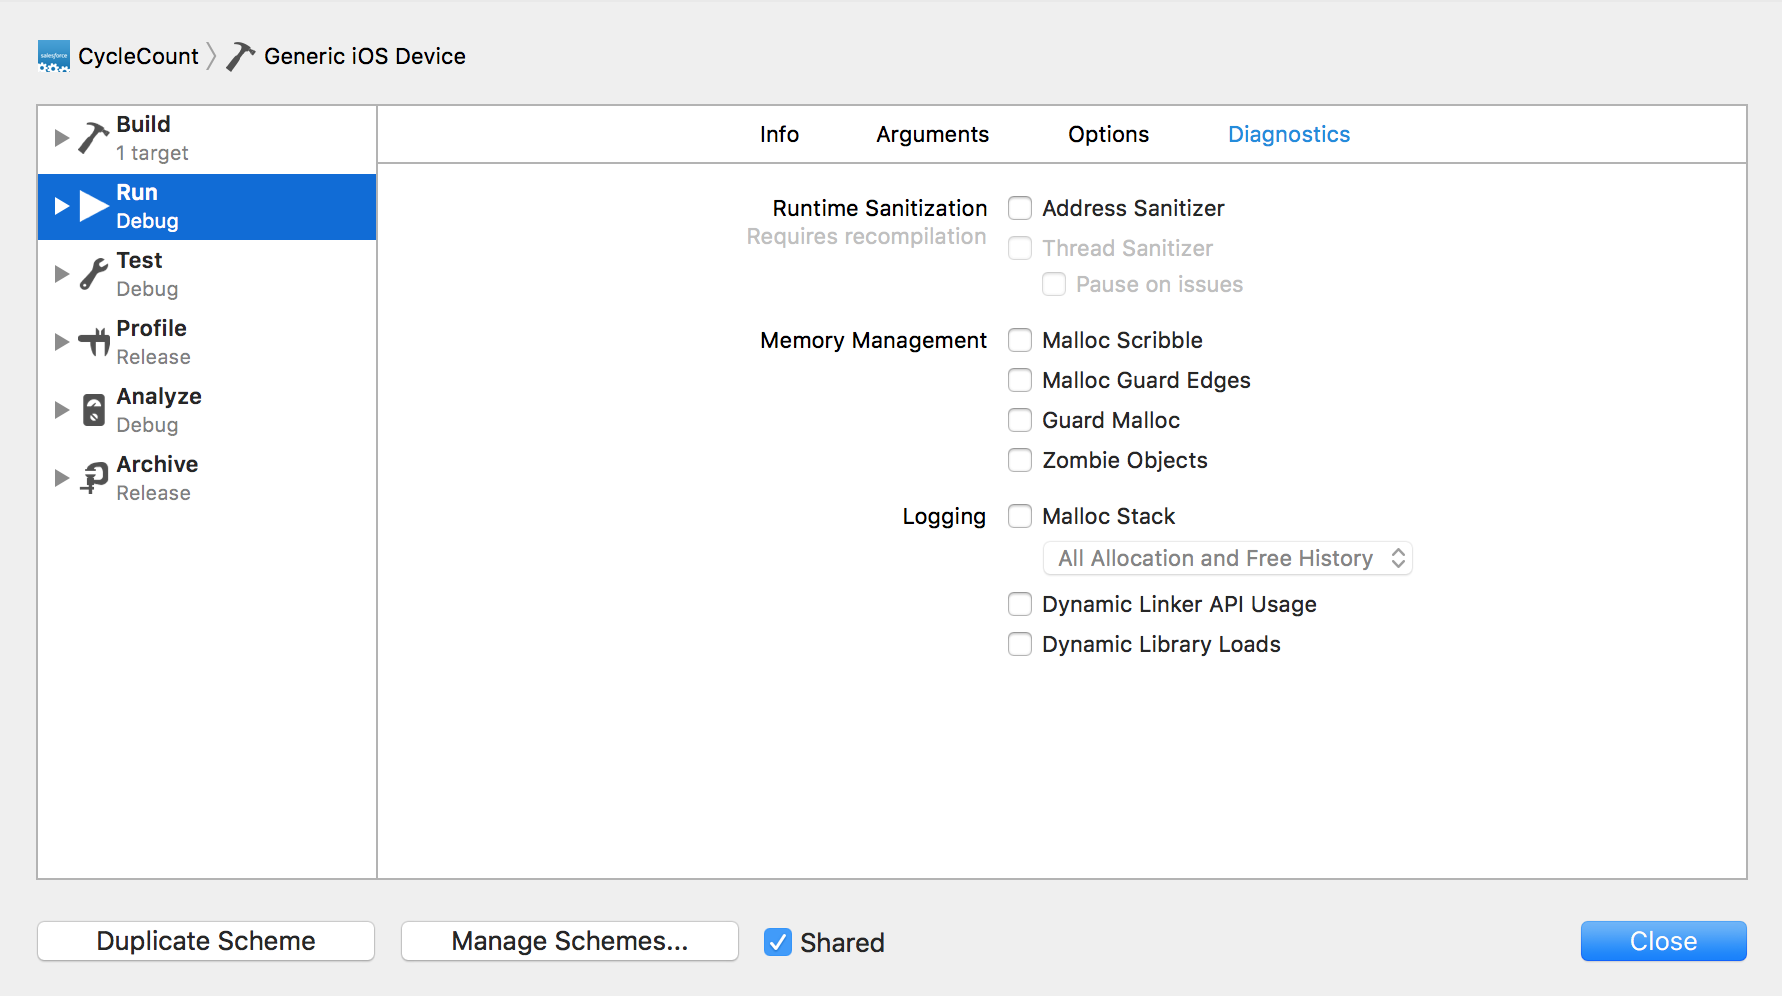 salesforce
CycleCount
Generic iOS Device
Build
1 target
Run
Debug
Test
Debug
Profile
Release
Analyze
Debug
Archive
Release
Info Arguments Options Diagnostics
Runtime Sanitization Address Sanitizer
Requires recompilation Thread Sanitizer
Pause on issues
Memory Management Malloc Scribble
Malloc Guard Edges
Guard Malloc
Zombie Objects
Logging Malloc Stack
All Allocation and Free History
Dynamic Linker API Usage
Dynamic Library Loads
Duplicate Scheme Manage Schemes... Shared Close